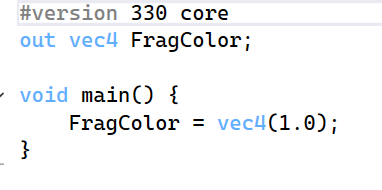 #version 330 core
out vec4 FragColor;
void main() {
    FragColor = vec4(1.0);
}